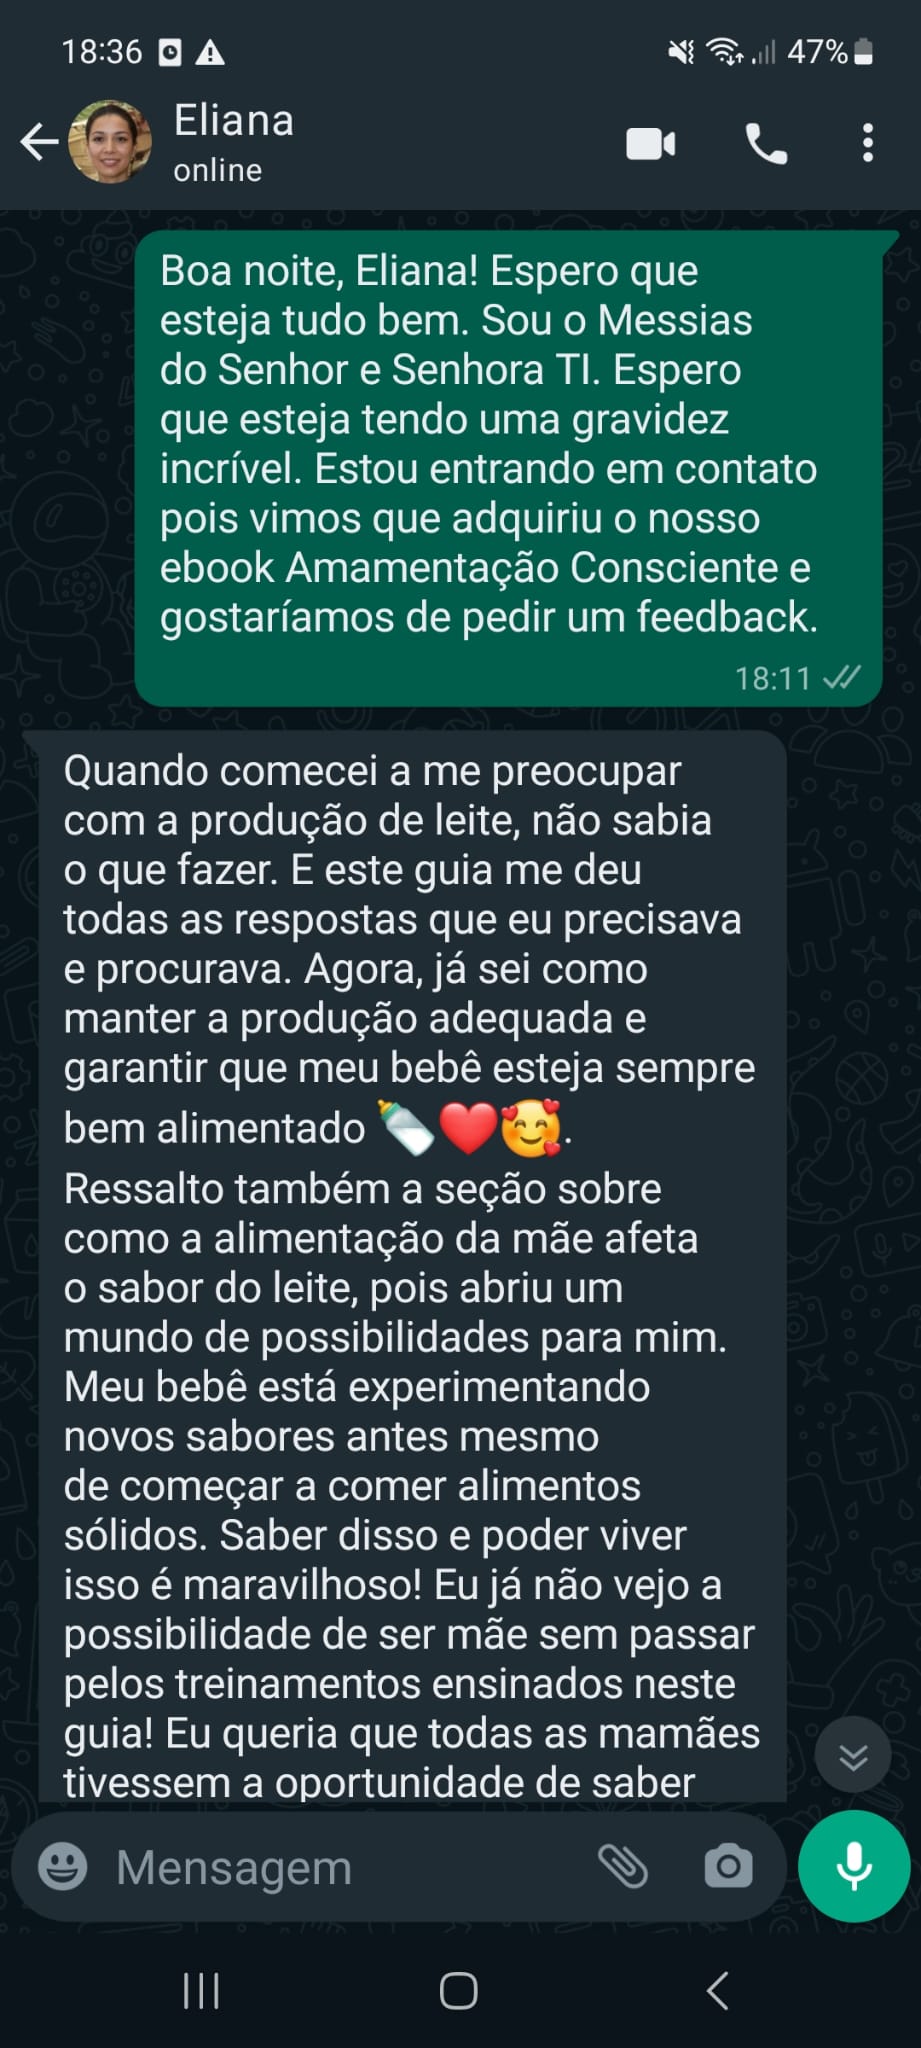 18:36
47%
Eliana
online
Boa noite, Eliana! Espero que
esteja tudo bem. Sou o Messias
do Senhor e Senhora TI. Espero
que esteja tendo uma gravidez
incrível. Estou entrando em contato
pois vimos que adquiriu o nosso
ebook Amamentação Consciente e
gostaríamos de pedir um feedback.
18:11
Quando comecei a me preocupar
com a produção de leite, não sabia
o que fazer. E este guia me deu
todas as respostas que eu precisava
e procurava. Agora, já sei como
manter a produção adequada e
garantir que meu bebê esteja sempre
bem alimentado 🍼❤️🥰.
Ressalto também a seção sobre
como a alimentação da mãe afeta
o sabor do leite, pois abriu um
mundo de possibilidades para mim.
Meu bebê está experimentando
novos sabores antes mesmo
de começar a comer alimentos
sólidos. Saber disso e poder viver
isso é maravilhoso! Eu já não vejo a
possibilidade de ser mãe sem passar
pelos treinamentos ensinados neste
guia! Eu queria que todas as mamães
tivessem a oportunidade de saber
Mensagem